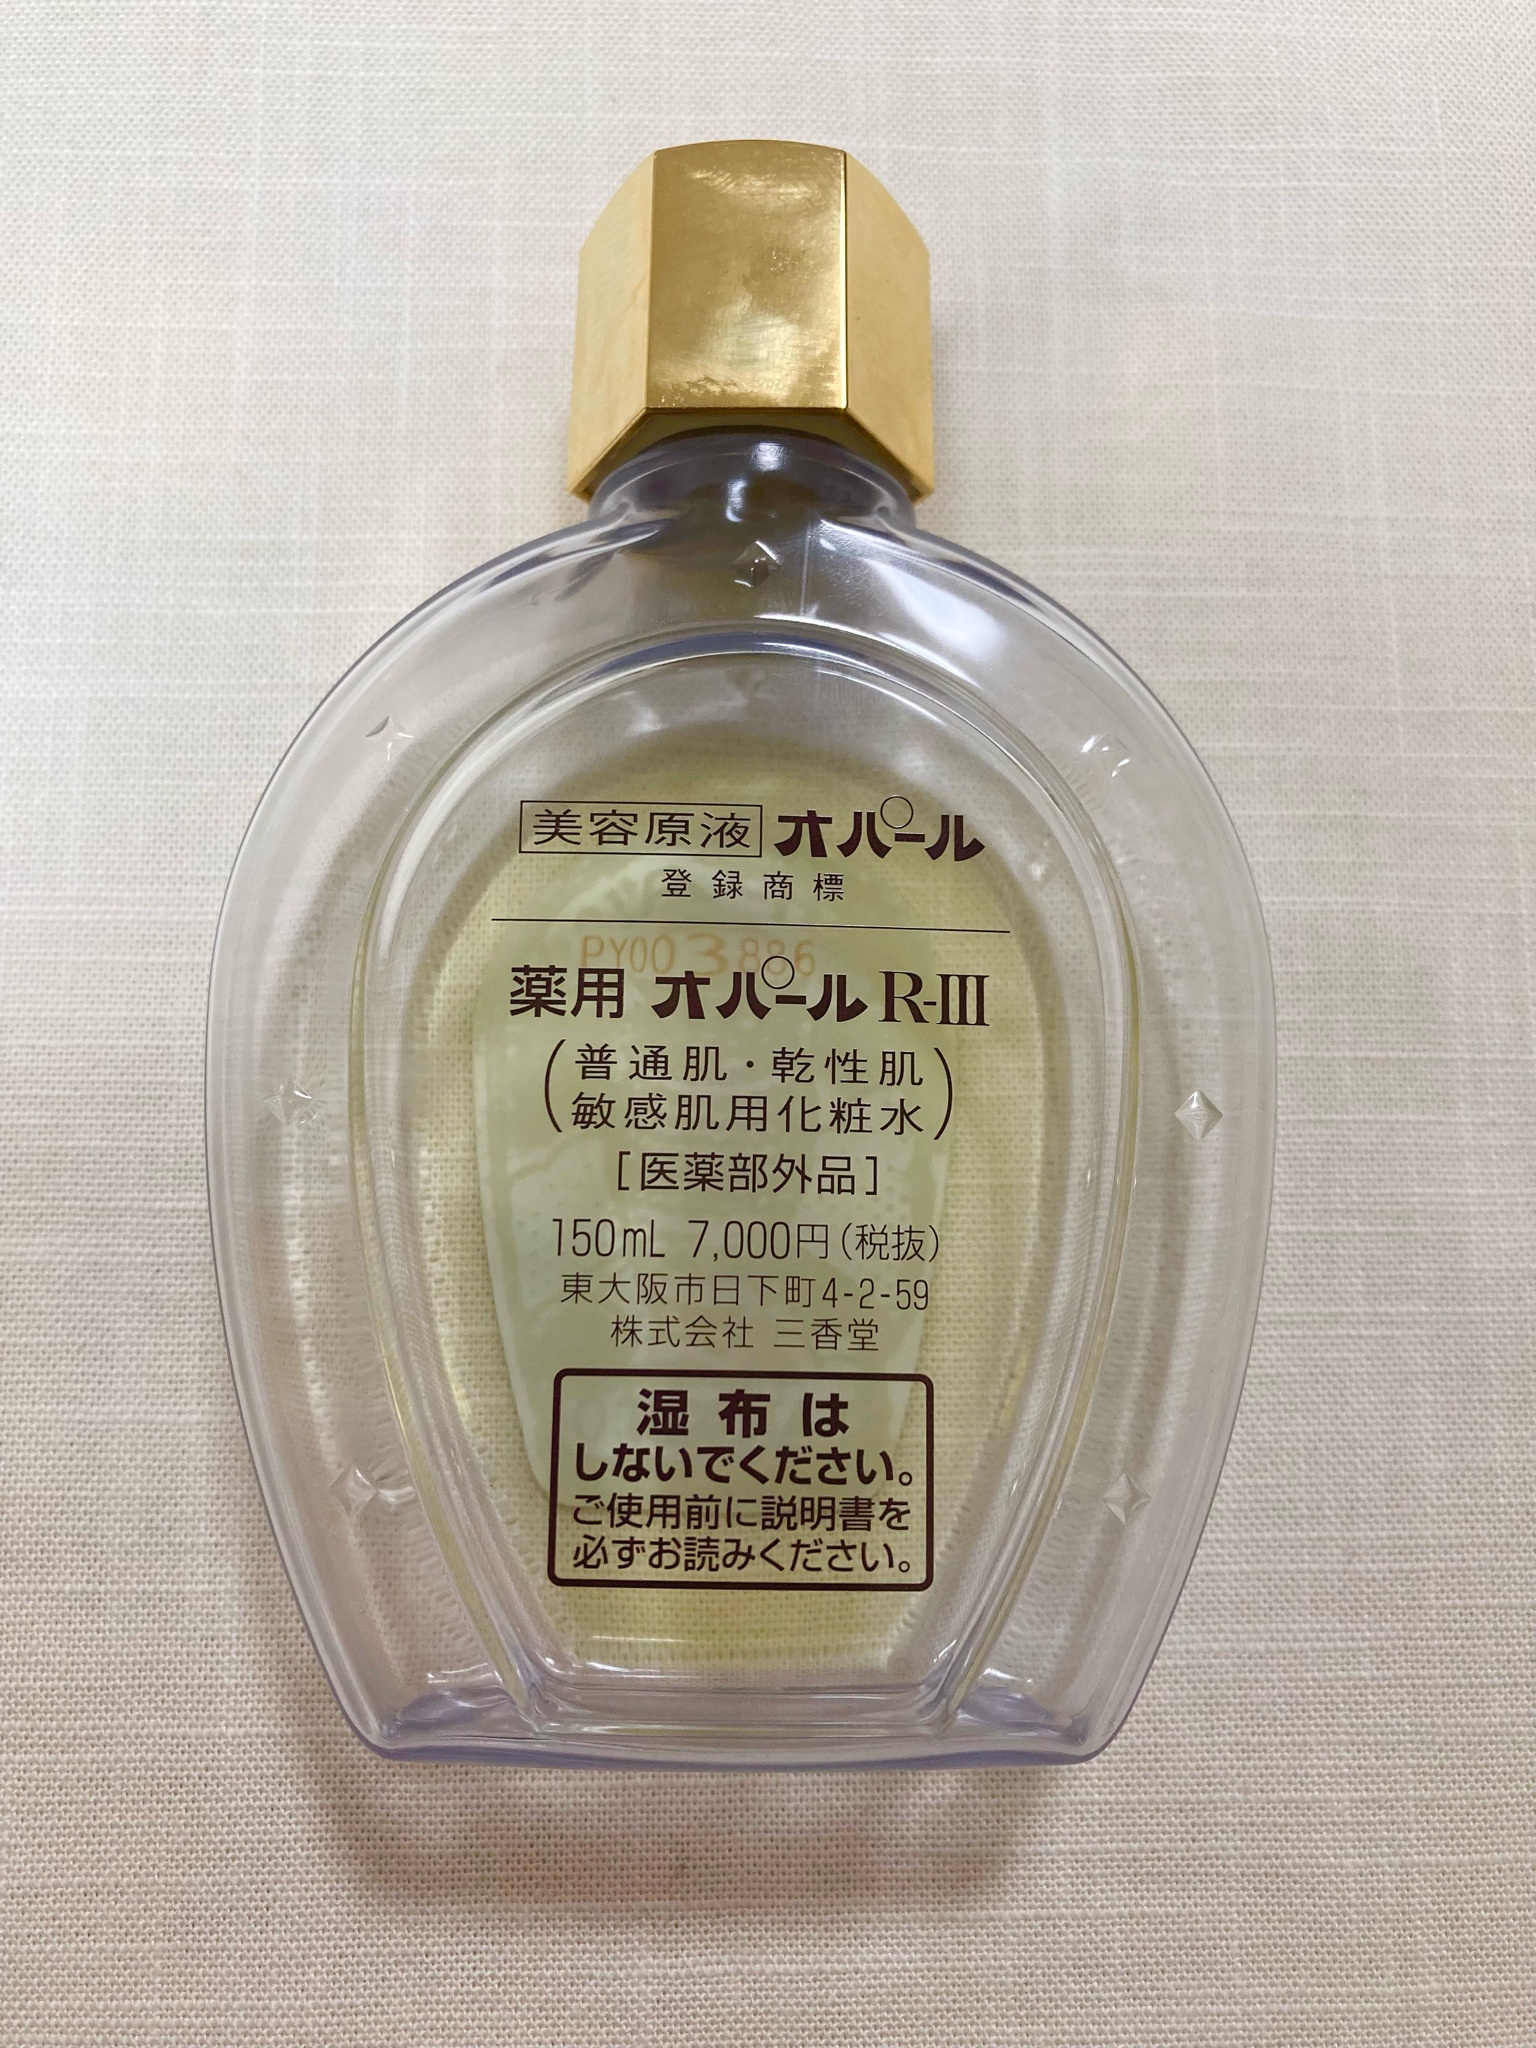 美容原液 オパール
登録商標
PY003886
薬用 オパール R-III
(普通肌・乾性肌
敏感肌用化粧水)
[医薬部外品]
150mL 7,000円(税抜)
東大阪市日下町4-2-59
株式会社 三香堂
湿布は
しないでください。
ご使用前に説明書を
必ずお読みください。